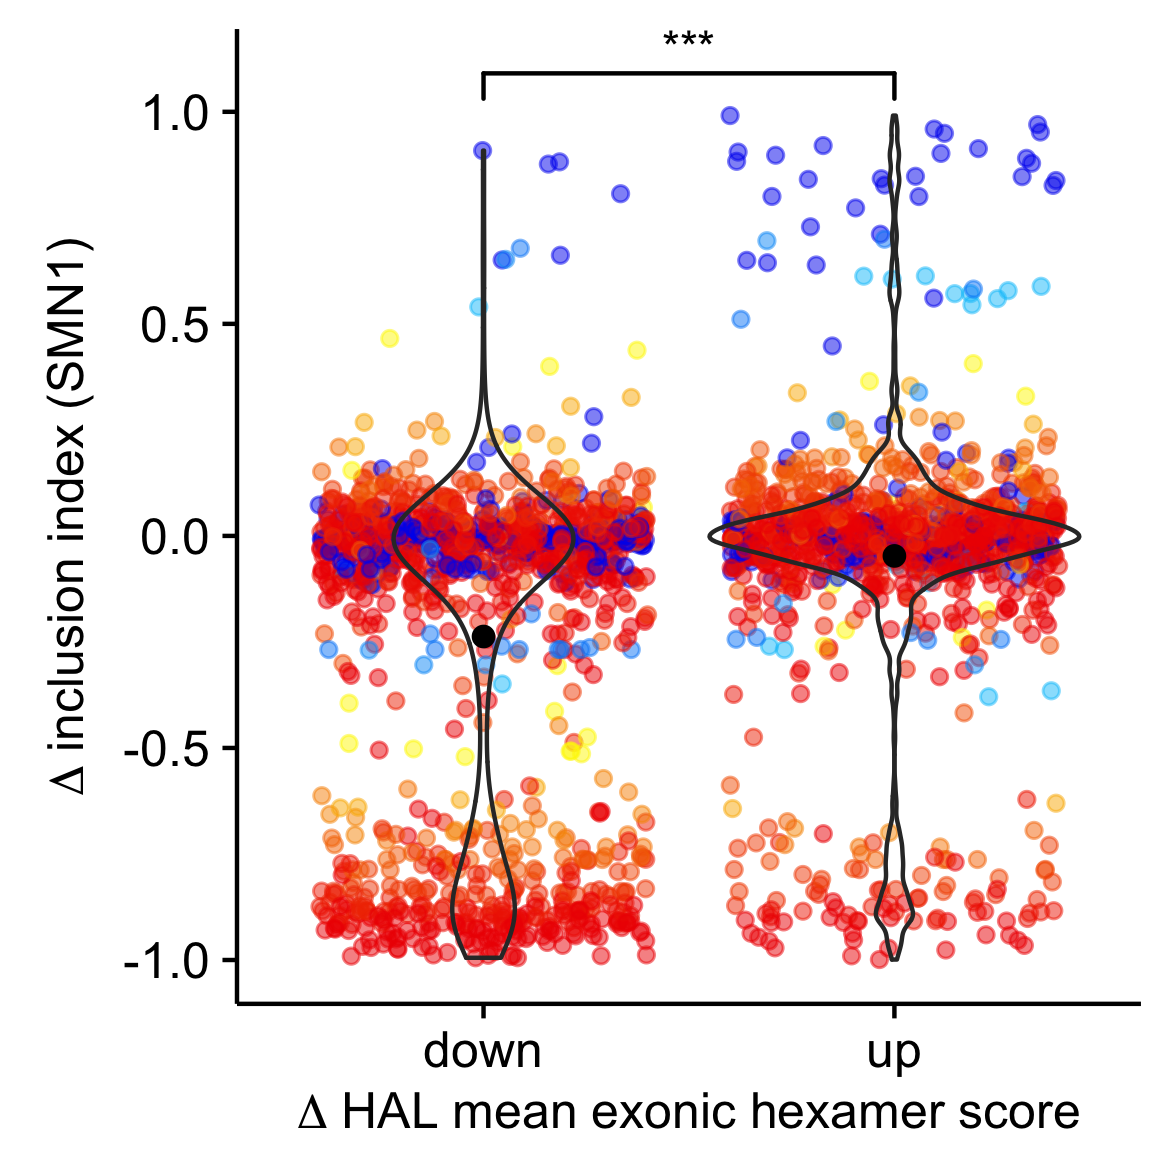 ***
1.0
0.5
0.0
-0.5
-1.0
Δ inclusion index (SMN1)
down
up
Δ HAL mean exonic hexamer score